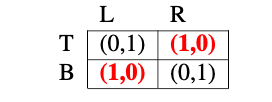 L R
T (0,1) (1,0)
B (1,0) (0,1)